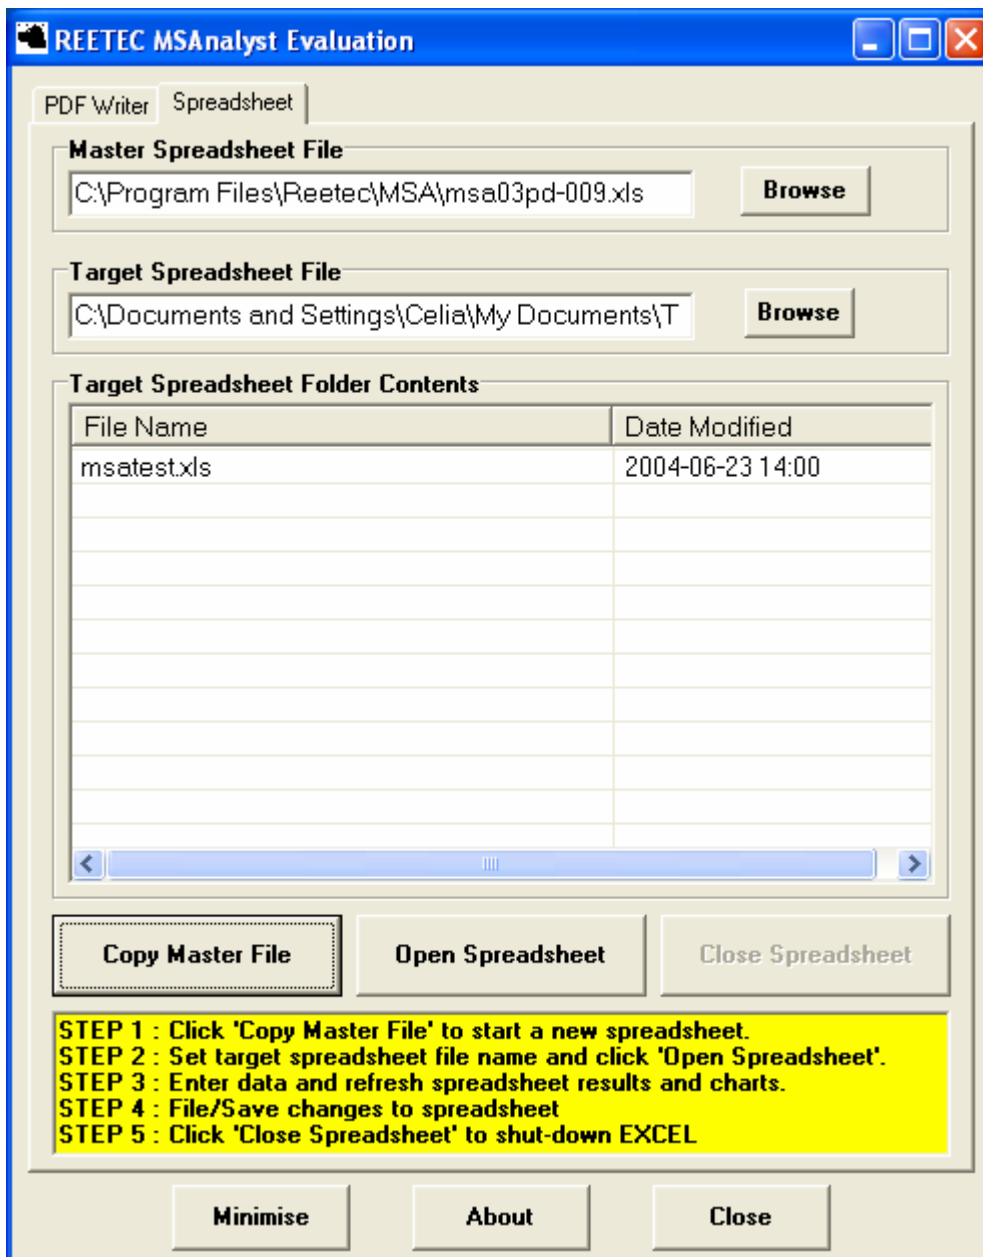 REETEC MSAnalyst Evaluation
PDF Writer Spreadsheet
Master Spreadsheet File
C:\Program Files\Reetec\MSA\msa03pd-009.xls Browse
Target Spreadsheet File
C:\Documents and Settings\Celia\My Documents\T Browse
Target Spreadsheet Folder Contents
File Name Date Modified
msatest.xls 2004-06-23 14:00
Copy Master File Open Spreadsheet Close Spreadsheet
STEP 1 : Click 'Copy Master File' to start a new spreadsheet.
STEP 2 : Set target spreadsheet file name and click 'Open Spreadsheet'.
STEP 3 : Enter data and refresh spreadsheet results and charts.
STEP 4 : File/Save changes to spreadsheet
STEP 5 : Click 'Close Spreadsheet' to shut-down EXCEL
Minimise About Close